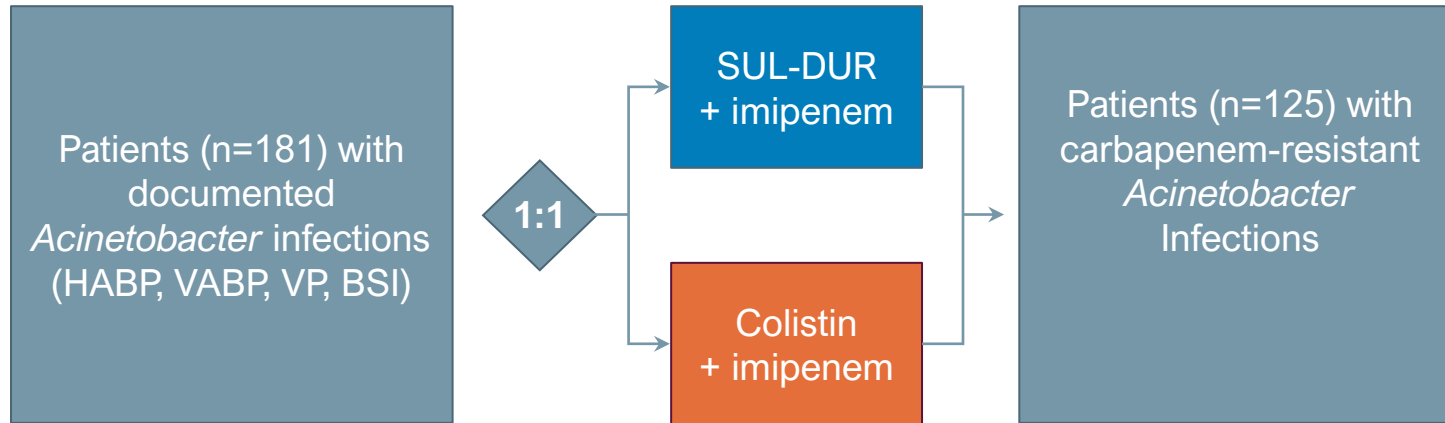 Patients (n=181) with
documented
Acinetobacter infections
(HABP, VABP, VP, BSI)
1:1
SUL-DUR
+ imipenem
Colistin
+ imipenem
Patients (n=125) with
carbapenem-resistant
Acinetobacter
Infections